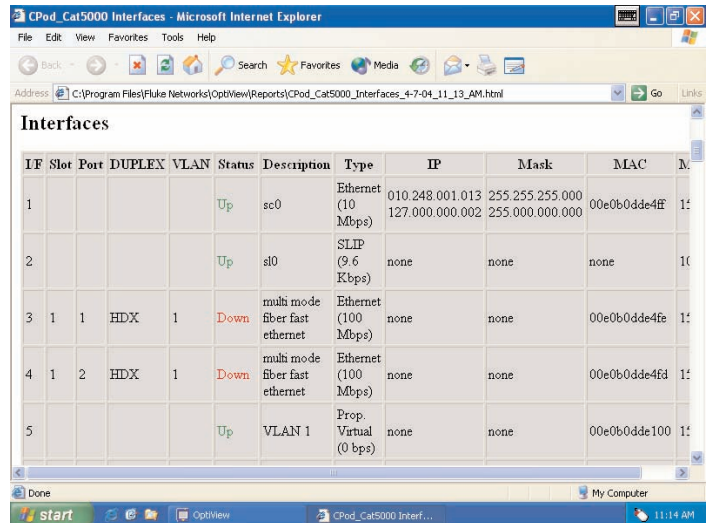 CPod_Cat5000 Interfaces - Microsoft Internet Explorer
File Edit View Favorites Tools Help
Back Search Favorites Media
Address C:\Program Files\Fluke Networks\OptiView\Reports\CPod_Cat5000_Interfaces_4-7-04_11_13_AM.html Go Links
Interfaces
I/F Slot Port DUPLEX VLAN Status Description Type IP Mask MAC
1 Up sc0 Ethernet (10 Mbps) 010.248.001.013 255.255.255.000 00e0b0dde4ff
127.000.000.002 255.000.000.000
2 Up sl0 SLIP (9.6 Kbps) none none none
3 1 1 HDX 1 Down multi mode fiber fast ethernet Ethernet (100 Mbps) none none 00e0b0dde4fe
4 1 2 HDX 1 Down multi mode fiber fast ethernet Ethernet (100 Mbps) none none 00e0b0dde4fd
5 Up VLAN 1 Prop. Virtual (0 bps) none none 00e0b0dde100
Done My Computer
start OptiView CPod_Cat5000 Interf... 11:14 AM